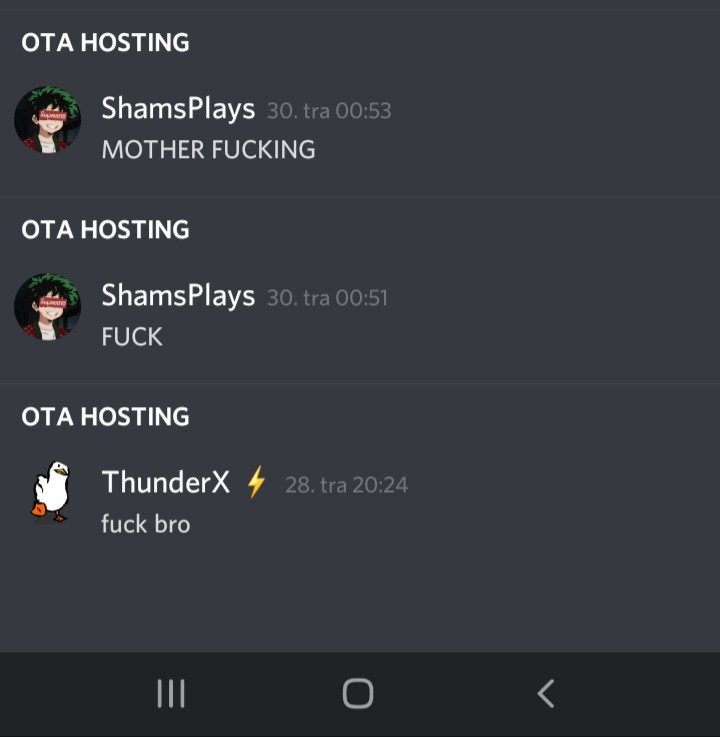 OTA HOSTING
ShamsPlays 30. tra 00:53
MOTHER FUCKING
OTA HOSTING
ShamsPlays 30. tra 00:51
FUCK
OTA HOSTING
ThunderX ⚡ 28. tra 20:24
fuck bro